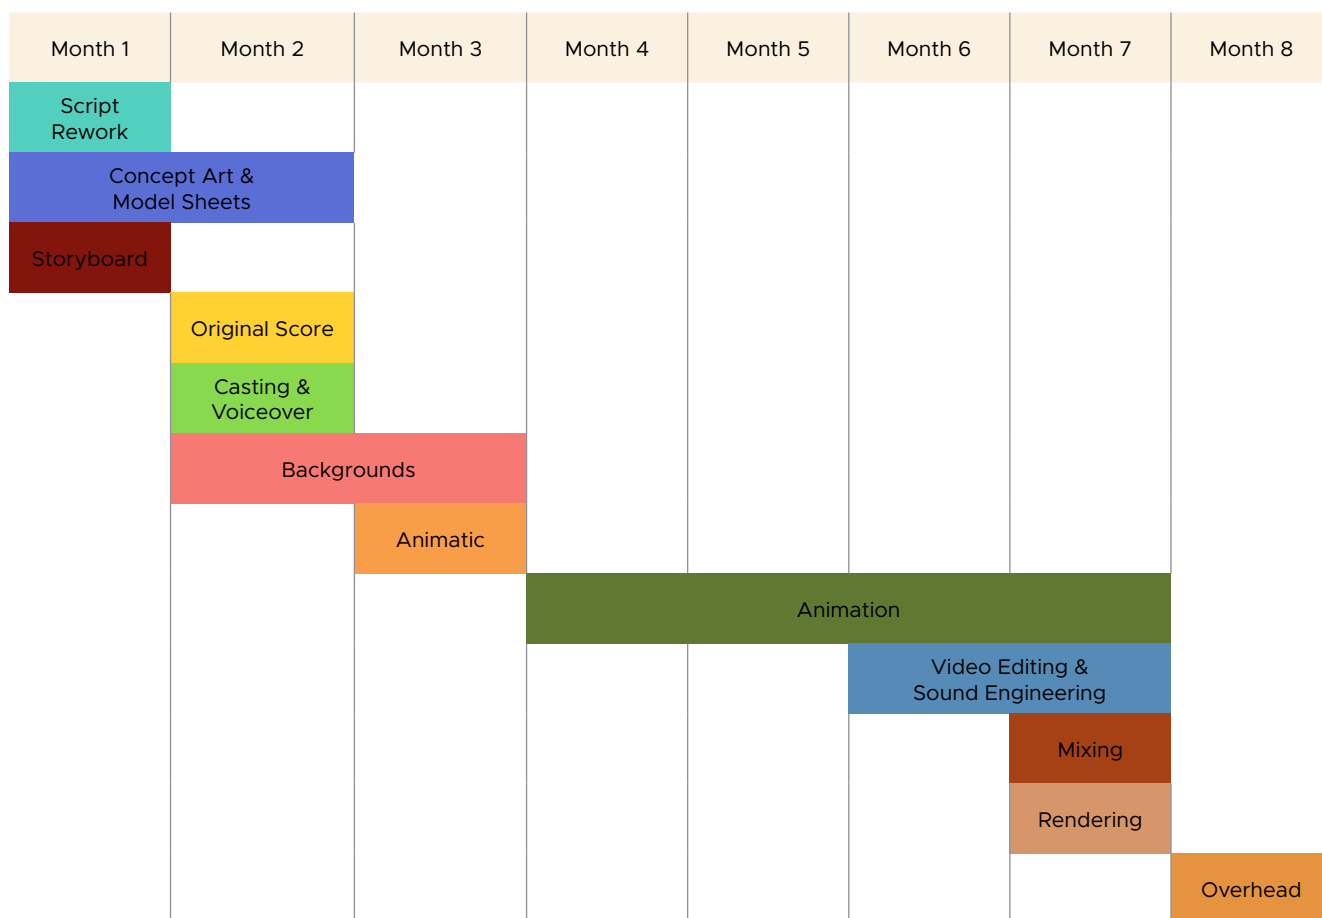 Month 1
Month 2
Month 3
Month 4
Month 5
Month 6
Month 7
Month 8
Script
Rework
Concept Art &
Model Sheets
Storyboard
Original Score
Casting &
Voiceover
Backgrounds
Animatic
Animation
Video Editing &
Sound Engineering
Mixing
Rendering
Overhead